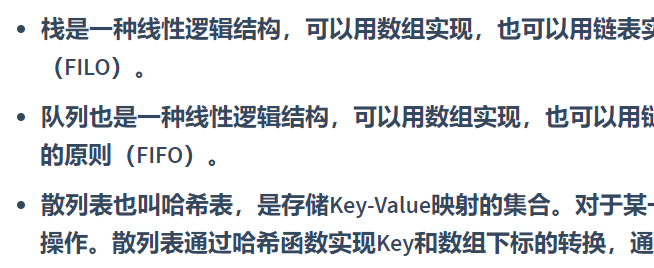 栈是一种线性逻辑结构，可以用数组实现，也可以用链表实
（FILO）。
队列也是一种线性逻辑结构，可以用数组实现，也可以用链
的原则（FIFO）。
散列表也叫哈希表，是存储Key-Value映射的集合。对于某一
操作。散列表通过哈希函数实现Key和数组下标的转换，通